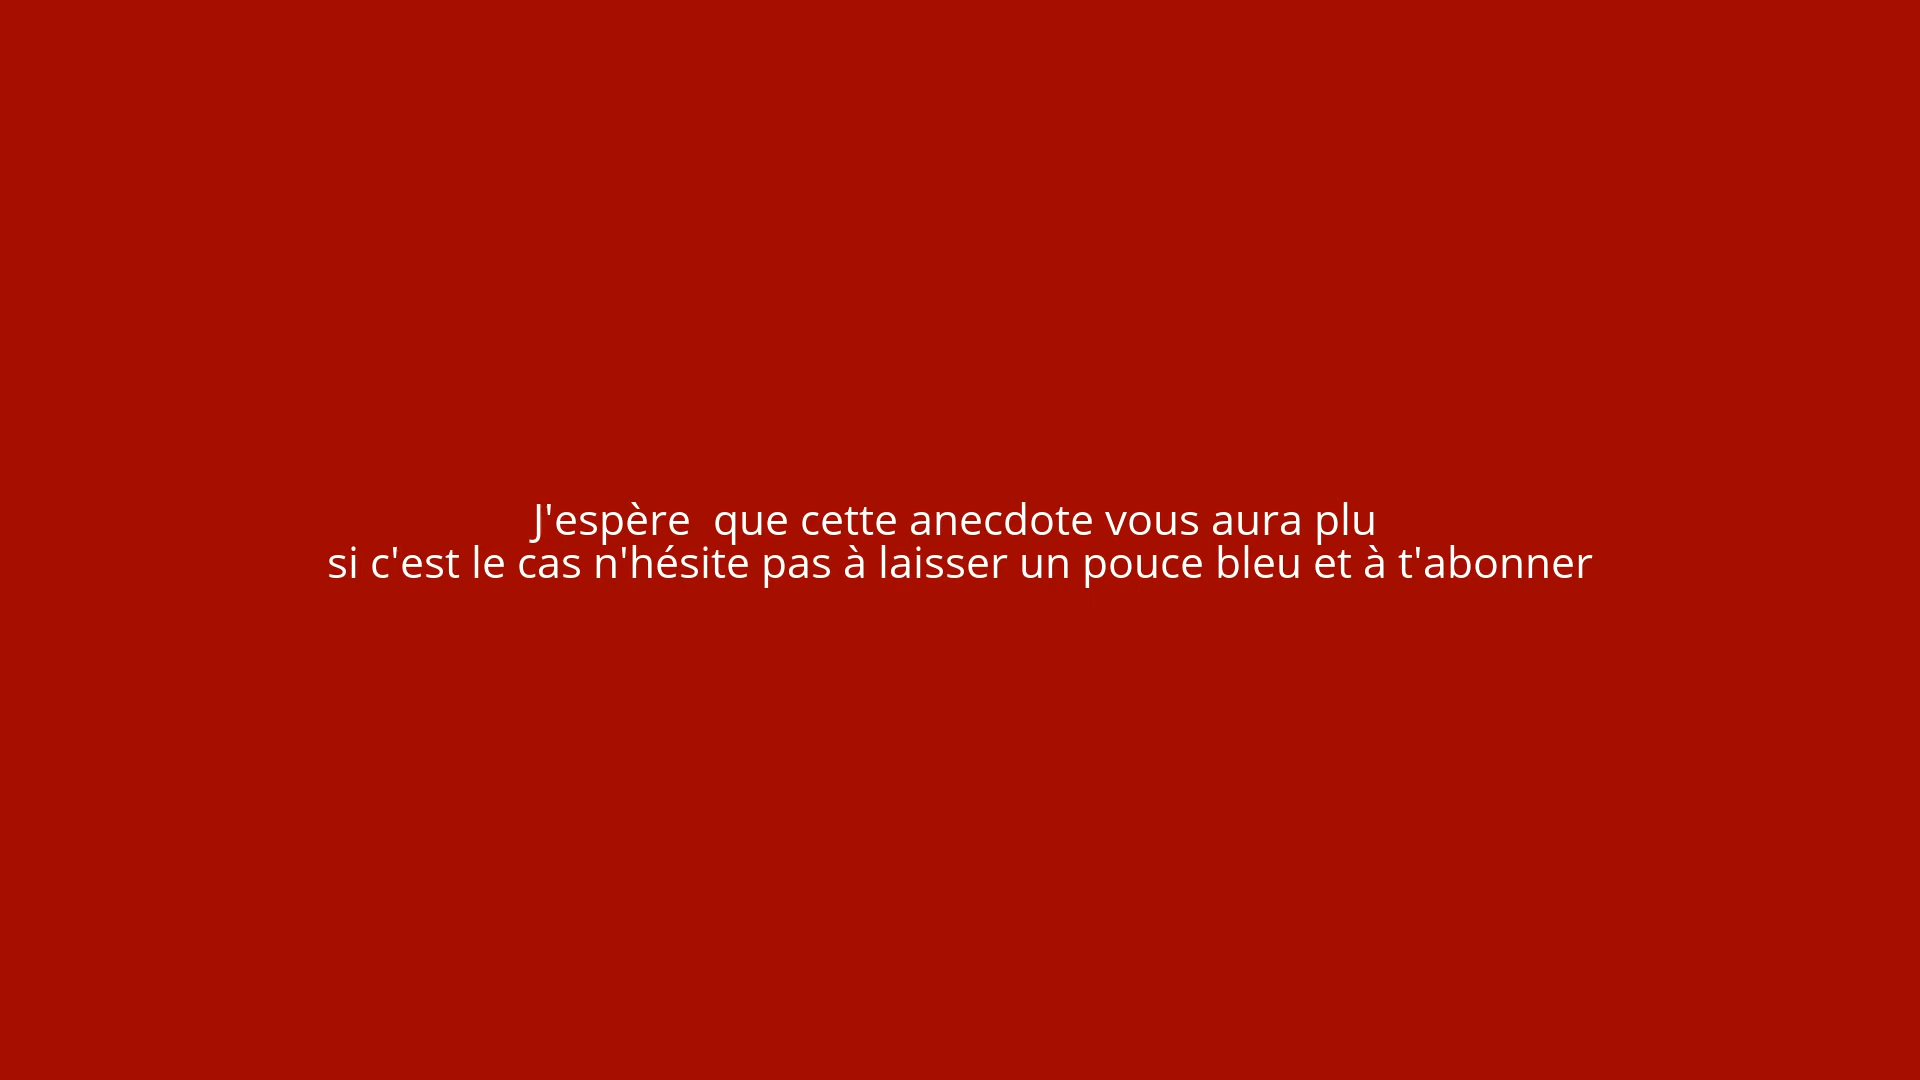 J'espère  que cette anecdote vous aura plu
si c'est le cas n'hésite pas à laisser un pouce bleu et à t'abonner